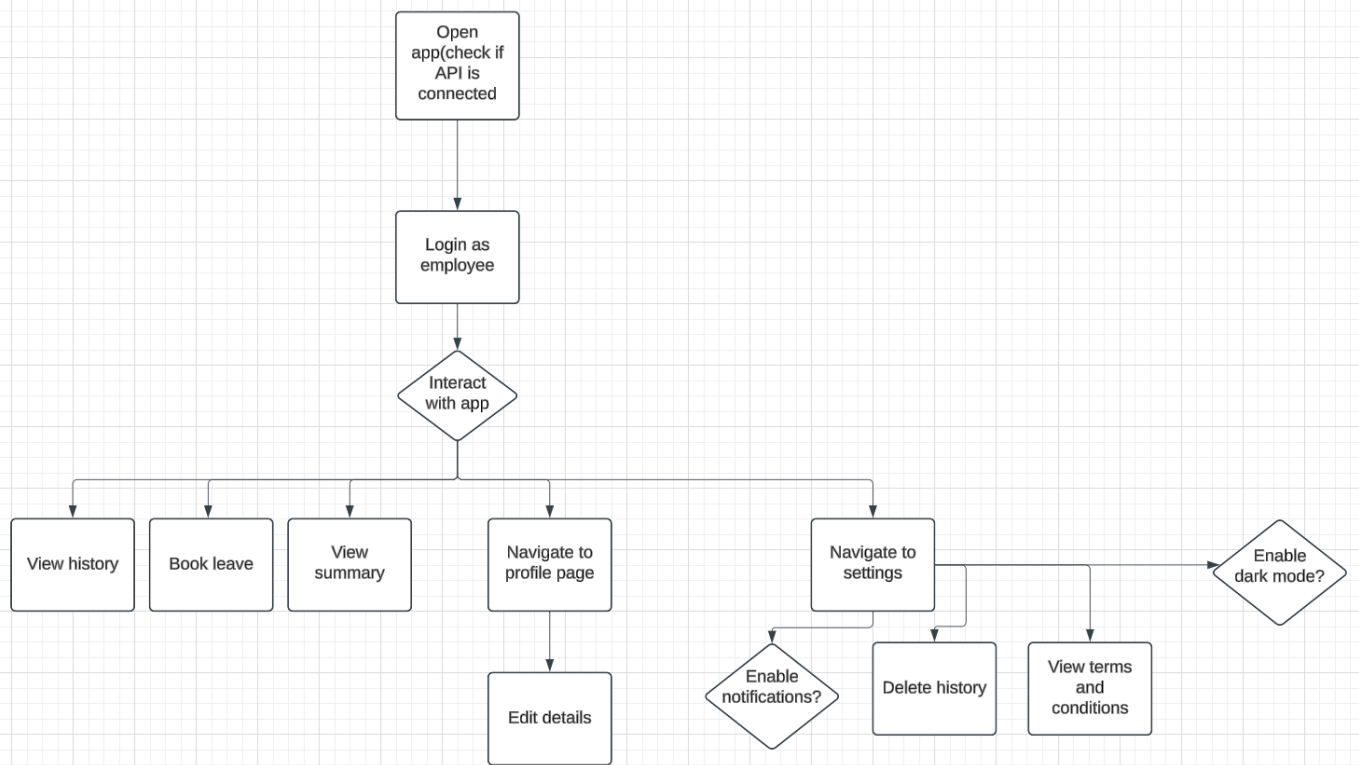 Open
app(check if
API is
connected
Login as
employee
Interact
with app
View history
Book leave
View
summary
Navigate to
profile page
Navigate to
settings
Enable
dark mode?
Edit details
Enable
notifications?
Delete history
View terms
and
conditions